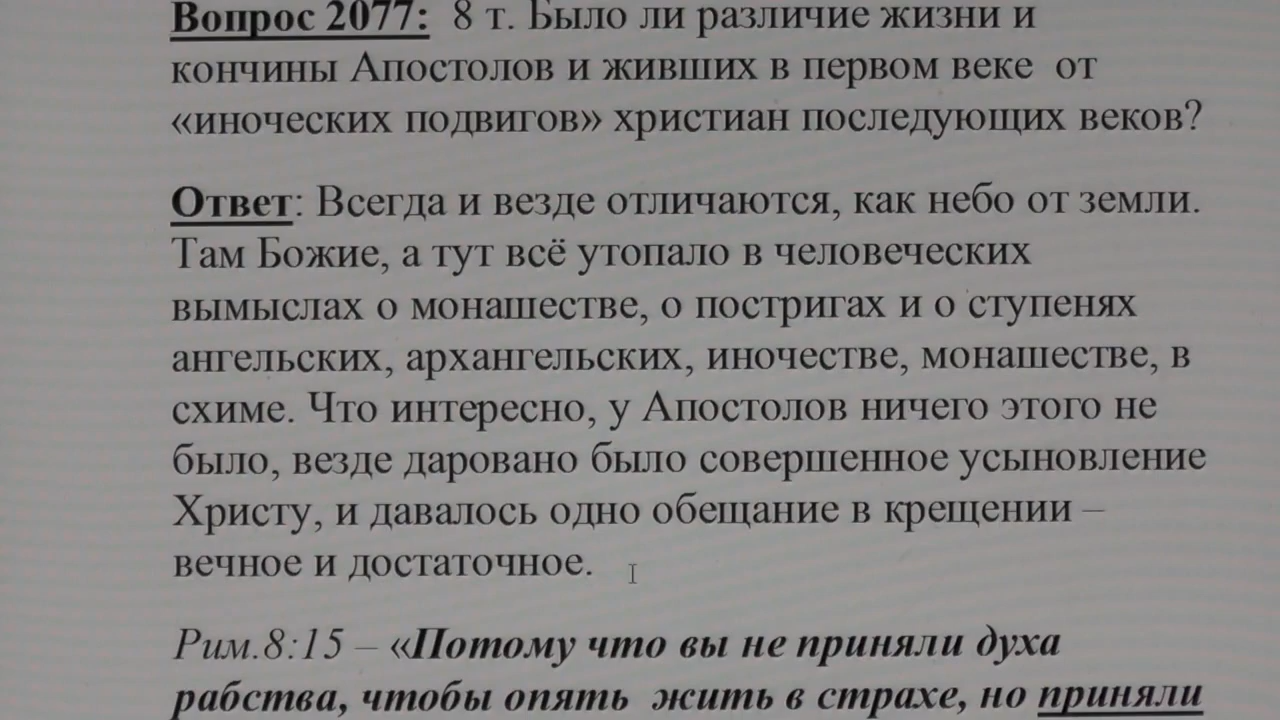 Вопрос 2077: 8 т. Было ли различие жизни и
кончины Апостолов и живших в первом веке от
«иноческих подвигов» христиан последующих веков?
Ответ: Всегда и везде отличаются, как небо от земли.
Там Божие, а тут всё утопало в человеческих
вымыслах о монашестве, о постригах и о ступенях
ангельских, архангельских, иночестве, монашестве, в
схиме. Что интересно, у Апостолов ничего этого не
было, везде даровано было совершенное усыновление
Христу, и давалось одно обещание в крещении –
вечное и достаточное.
Рим.8:15 – «Потому что вы не приняли духа
рабства, чтобы опять жить в страхе, но приняли